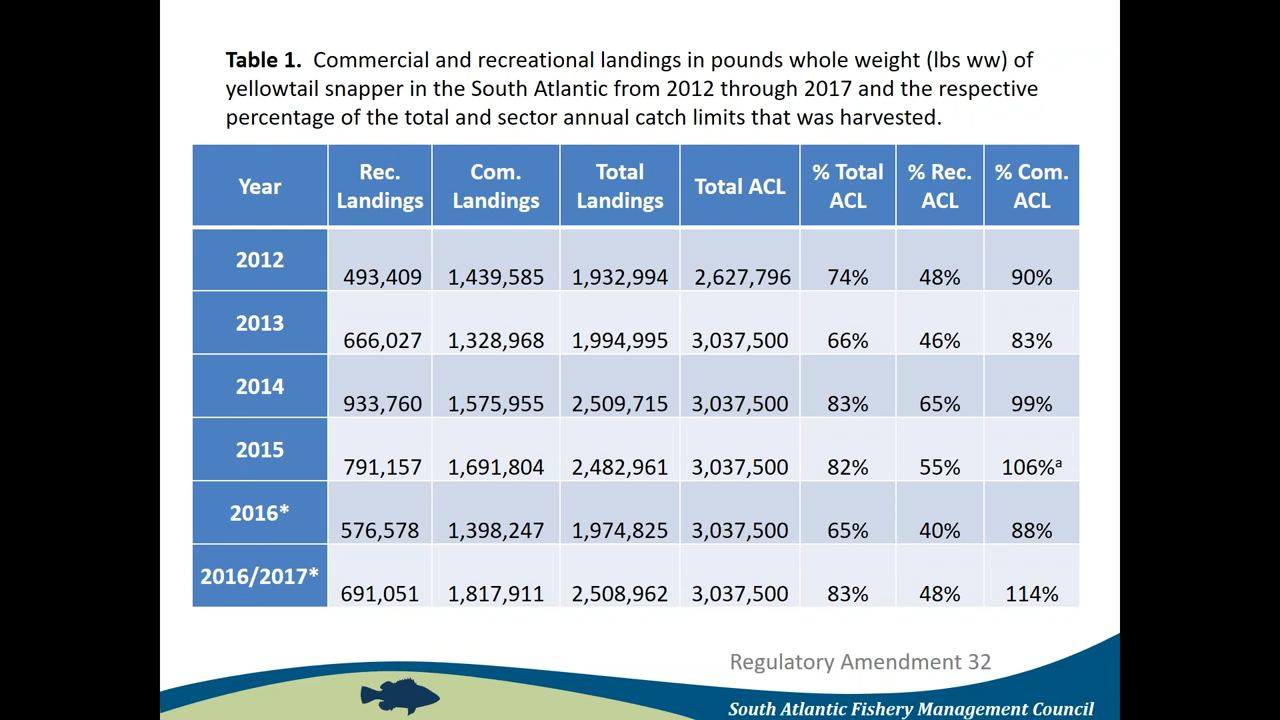 Table 1. Commercial and recreational landings in pounds whole weight (lbs ww) of
yellowtail snapper in the South Atlantic from 2012 through 2017 and the respective
percentage of the total and sector annual catch limits that was harvested.
Year Rec. Landings Com. Landings Total Landings Total ACL % Total ACL % Rec. ACL % Com. ACL
2012 493,409 1,439,585 1,932,994 2,627,796 74% 48% 90%
2013 666,027 1,328,968 1,994,995 3,037,500 66% 46% 83%
2014 933,760 1,575,955 2,509,715 3,037,500 83% 65% 99%
2015 791,157 1,691,804 2,482,961 3,037,500 82% 55% 106%ᵃ
2016* 576,578 1,398,247 1,974,825 3,037,500 65% 40% 88%
2016/2017* 691,051 1,817,911 2,508,962 3,037,500 83% 48% 114%
Regulatory Amendment 32
South Atlantic Fishery Management Council